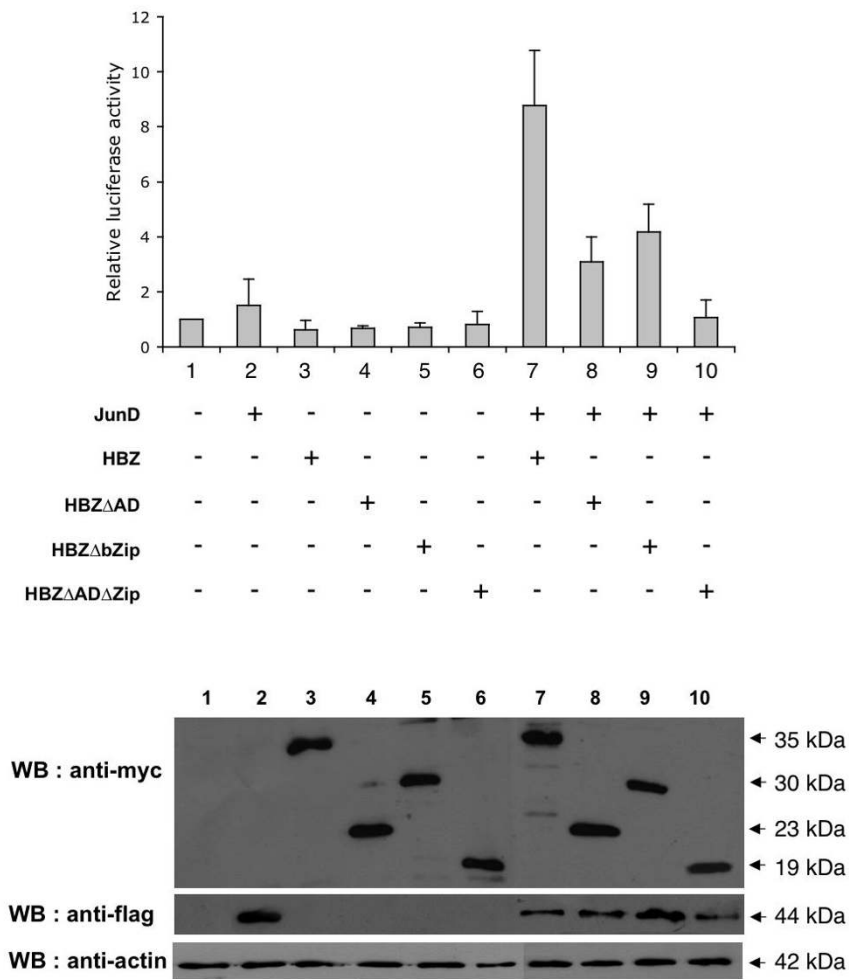 12
10
8
6
4
2
0
Relative luciferase activity
1 2 3 4 5 6 7 8 9 10
JunD - + - - - - + + + +
HBZ - - + - - - + - - -
HBZΔAD - - - + - - - + - -
HBZΔbZip - - - - + - - - + -
HBZΔADΔZip - - - - - + - - - +
1 2 3 4 5 6 7 8 9 10
WB : anti-myc
35 kDa
30 kDa
23 kDa
19 kDa
WB : anti-flag 44 kDa
WB : anti-actin 42 kDa